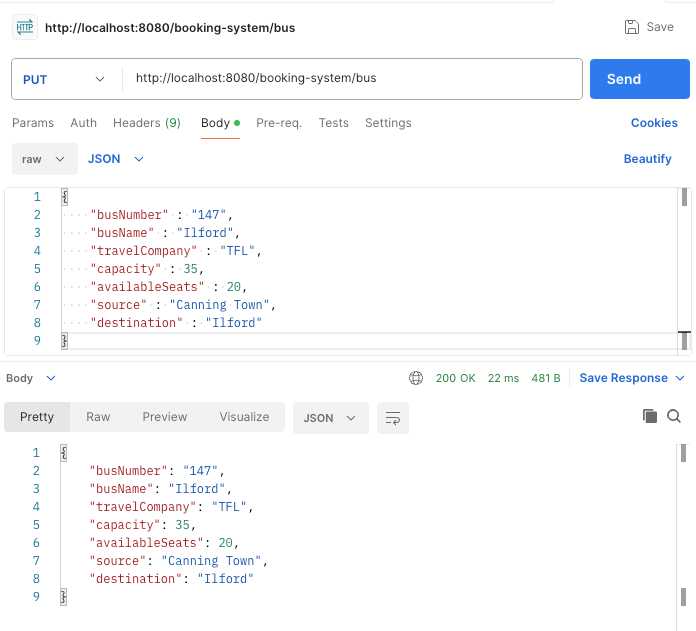 HTTP http://localhost:8080/booking-system/bus Save
PUT http://localhost:8080/booking-system/bus Send
Params Auth Headers (9) Body Pre-req. Tests Settings Cookies
raw JSON Beautify
1 {
2 "busNumber" : "147",
3 "busName" : "Ilford",
4 "travelCompany" : "TFL",
5 "capacity" : 35,
6 "availableSeats" : 20,
7 "source" : "Canning Town",
8 "destination" : "Ilford"
9 }
Body 200 OK 22 ms 481 B Save Response
Pretty Raw Preview Visualize JSON
1 {
2 "busNumber": "147",
3 "busName": "Ilford",
4 "travelCompany": "TFL",
5 "capacity": 35,
6 "availableSeats": 20,
7 "source": "Canning Town",
8 "destination": "Ilford"
9 }